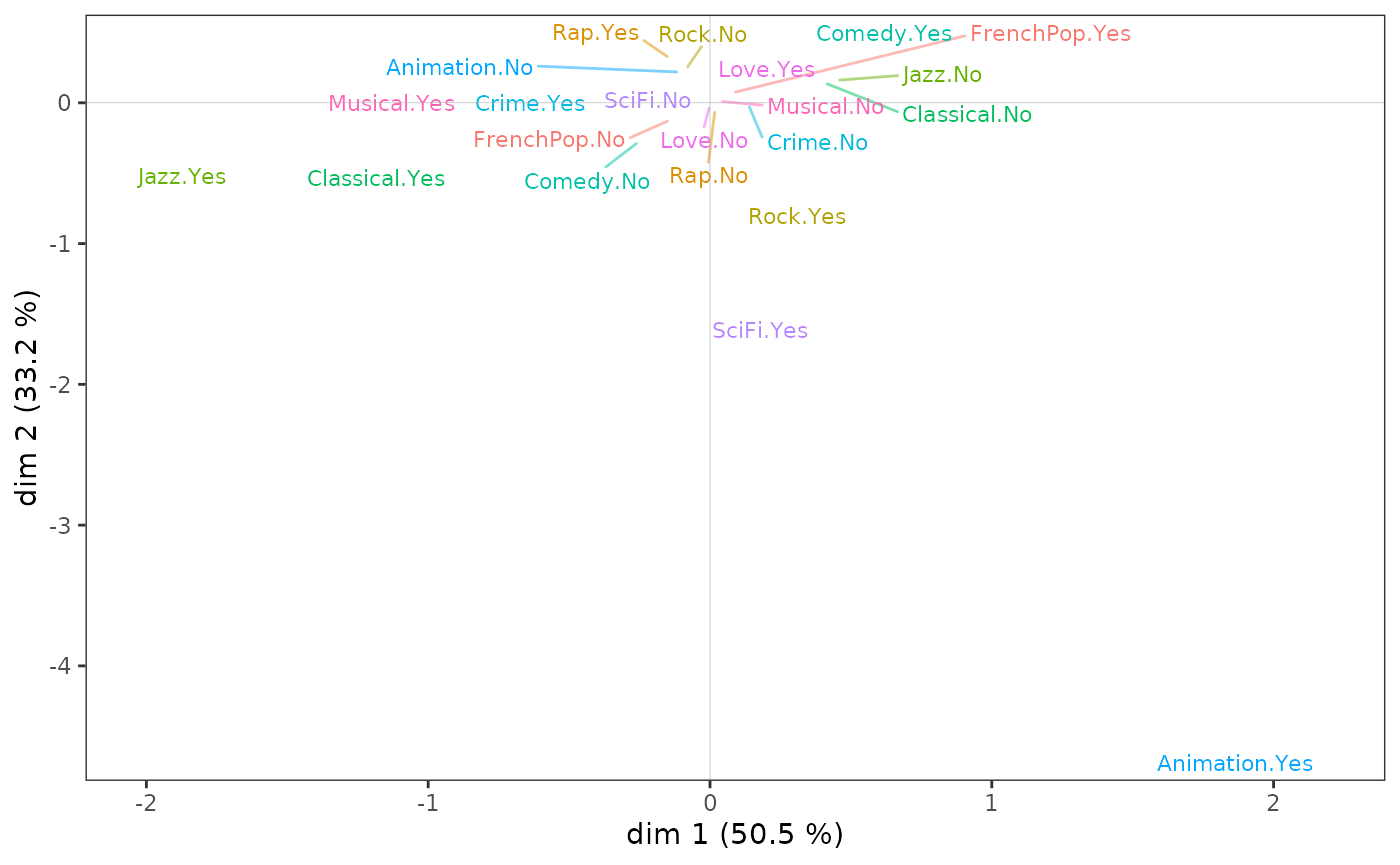 Rap.Yes
Rock.No
Comedy.Yes
FrenchPop.Yes
Animation.No
Love.Yes
Jazz.No
0
Musical.Yes
Crime.Yes
SciFi.No
Musical.No
Classical.No
FrenchPop.No
Love.No
Crime.No
Jazz.Yes
Classical.Yes
Comedy.No
Rap.No
Rock.Yes
-1
SciFi.Yes
-2
-3
-4
Animation.Yes
dim 2 (33.2 %)
-2
-1
0
1
2
dim 1 (50.5 %)